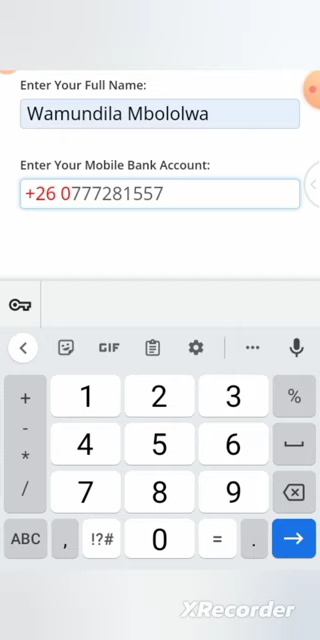 Enter Your Full Name:
Wamundila Mbololwa
Enter Your Mobile Bank Account:
+26 0777281557
GIF
+ 1 2 3 %
-
* 4 5 6
/ 7 8 9
ABC , !?# 0 = .
XRecorder